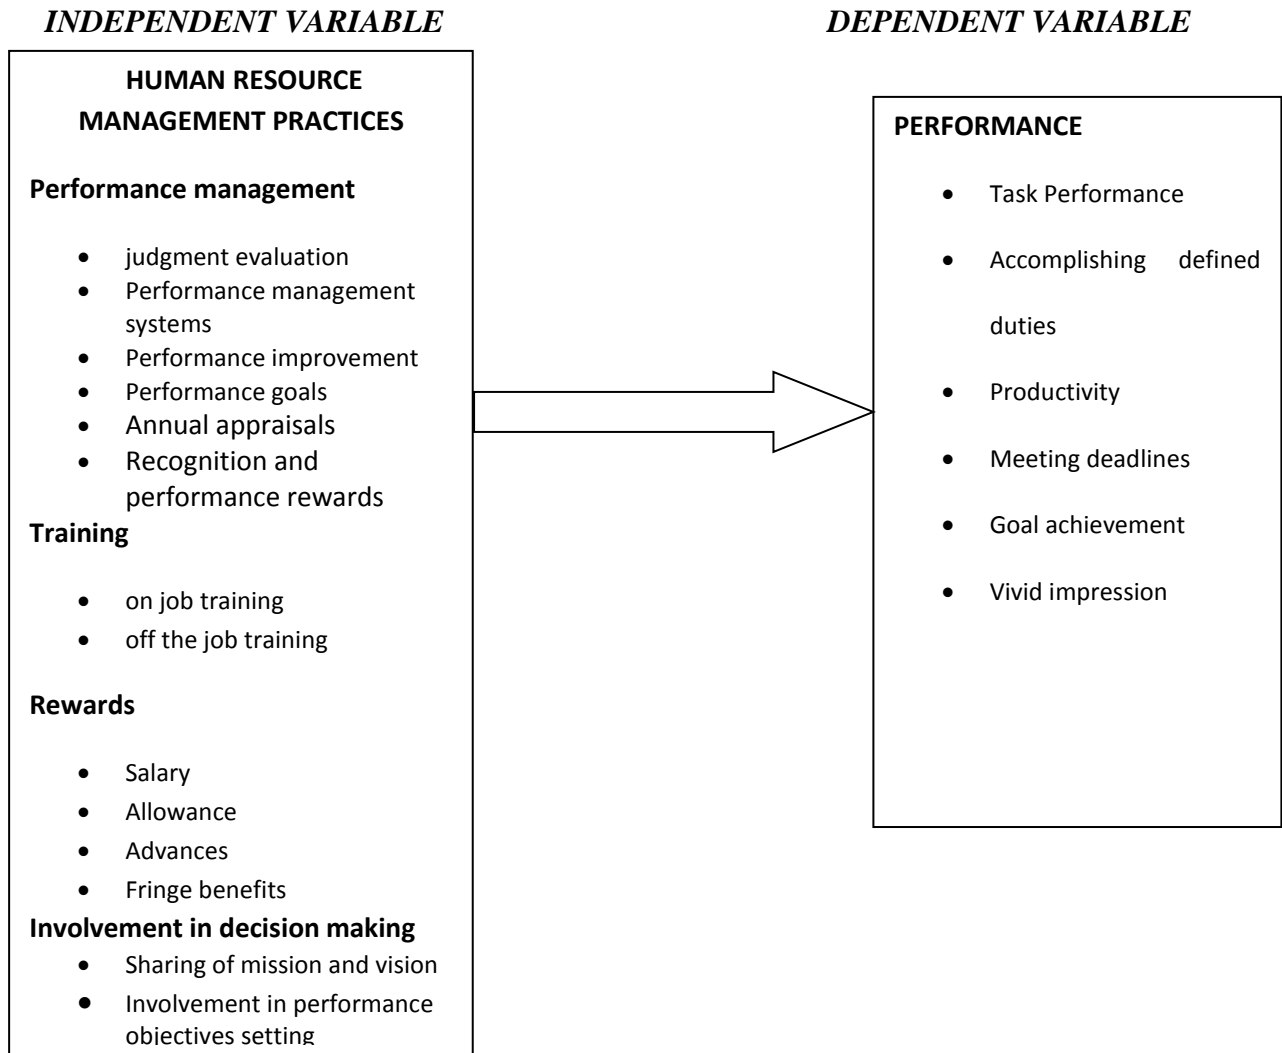 INDEPENDENT VARIABLE
HUMAN RESOURCE
MANAGEMENT PRACTICES
Performance management
• judgment evaluation
• Performance management
systems
• Performance improvement
• Performance goals
• Annual appraisals
• Recognition and
performance rewards
Training
• on job training
• off the job training
Rewards
• Salary
• Allowance
• Advances
• Fringe benefits
Involvement in decision making
• Sharing of mission and vision
• Involvement in performance
objectives setting
DEPENDENT VARIABLE
PERFORMANCE
• Task Performance
• Accomplishing defined
duties
• Productivity
• Meeting deadlines
• Goal achievement
• Vivid impression